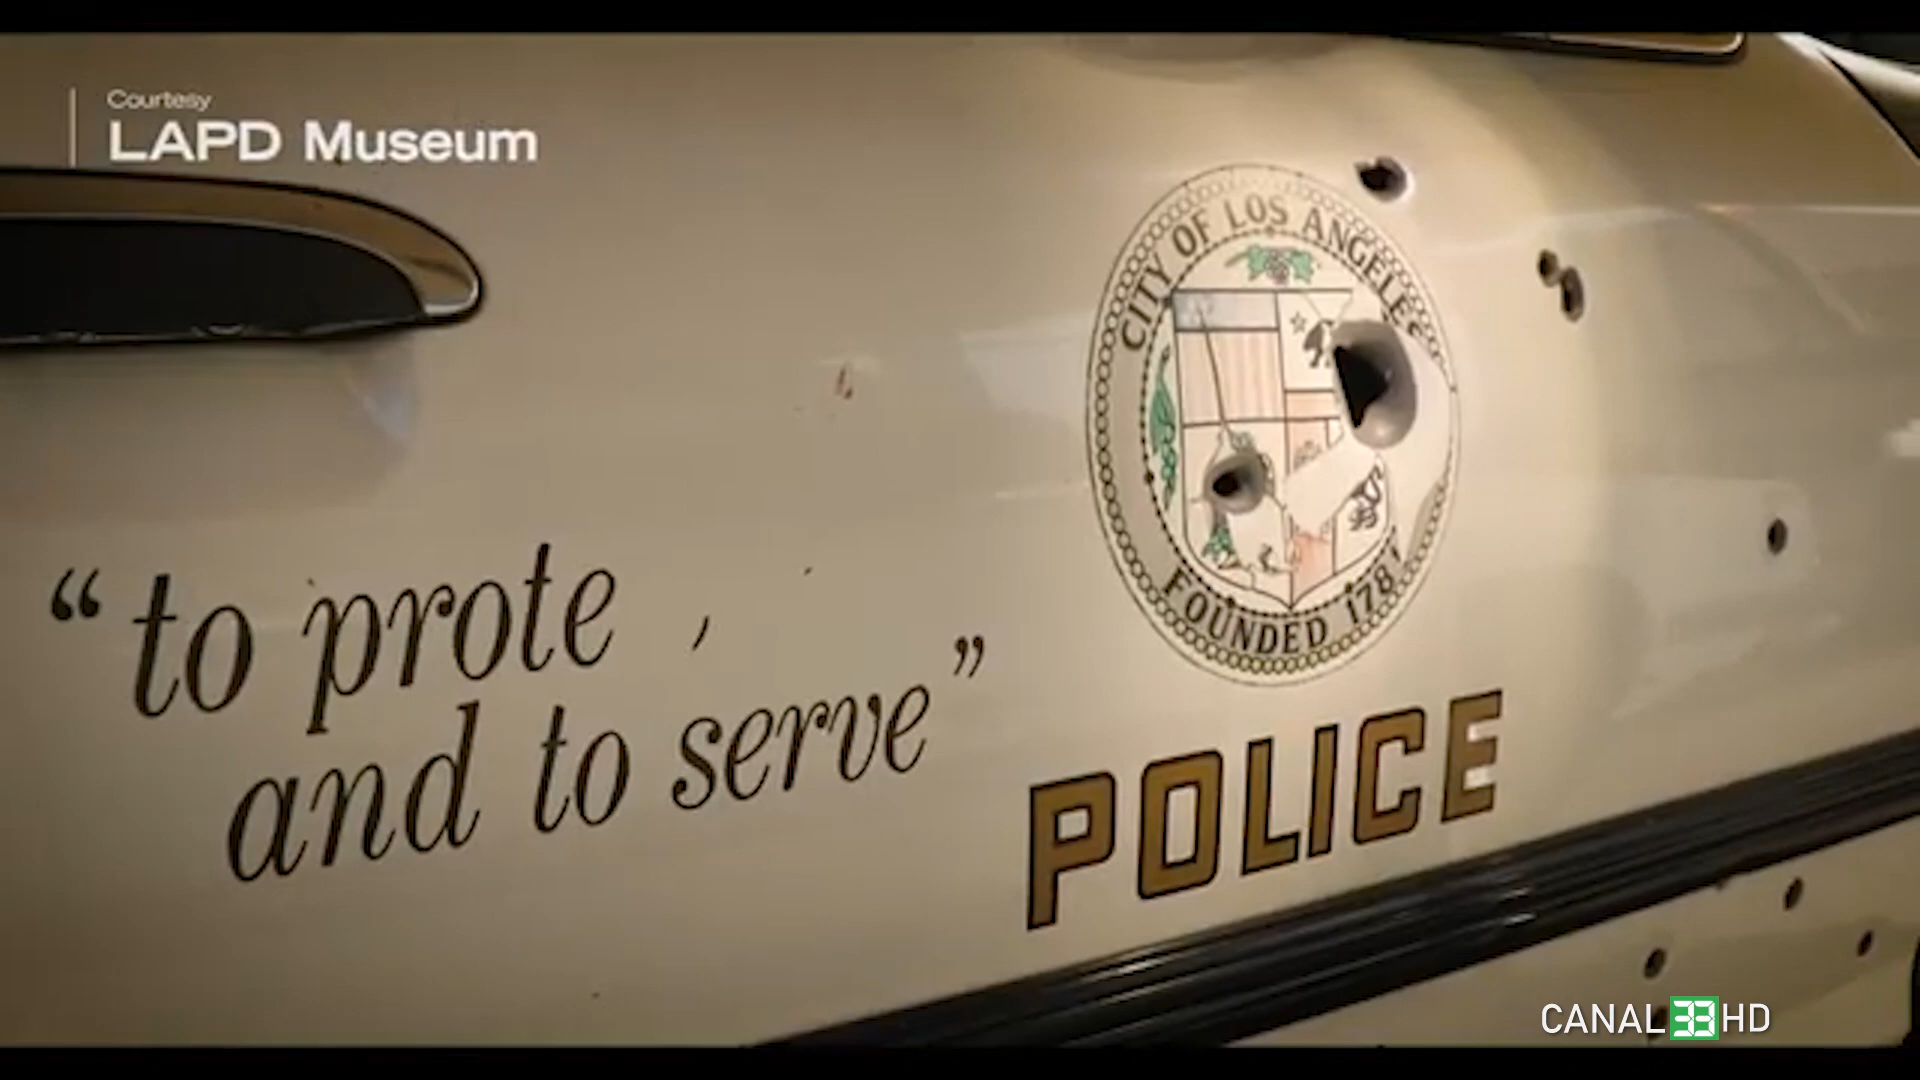 Courtesy
LAPD Museum
CITY OF LOS ANGELES
FOUNDED 1781
“to prote
and to serve”
POLICE
CANAL 33 HD